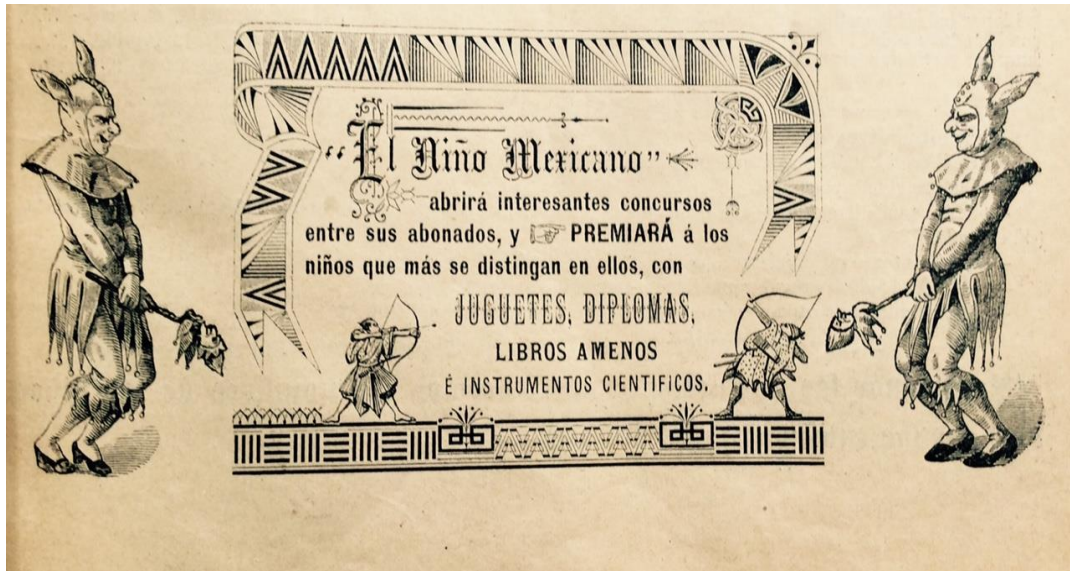 “El Niño Mexicano”
abrirá interesantes concursos
entre sus abonados, y PREMIARÁ á los
niños que más se distingan en ellos, con
JUGUETES, DIPLOMAS,
LIBROS AMENOS
É INSTRUMENTOS CIENTIFICOS.